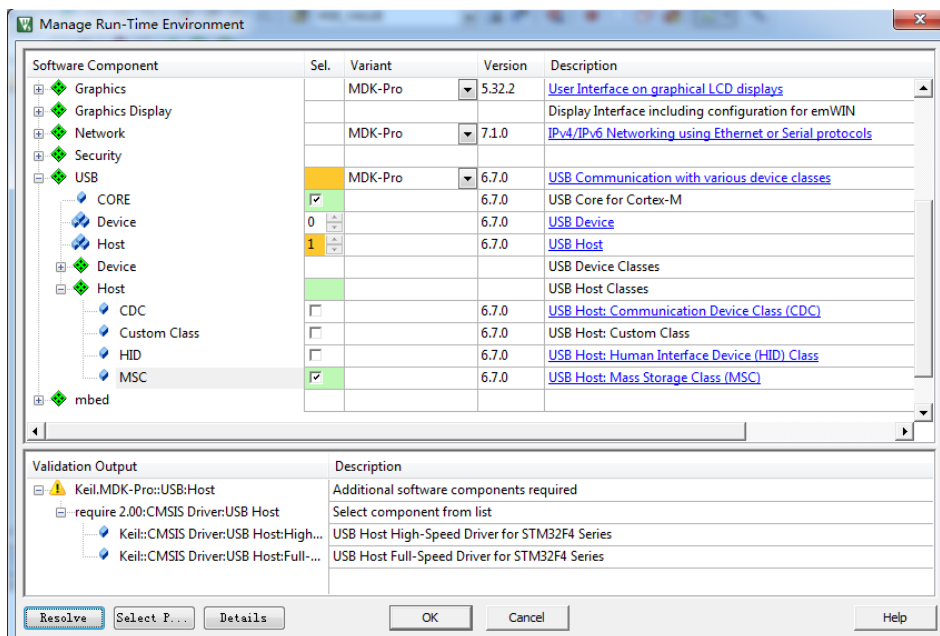 Manage Run-Time Environment
Software Component Sel. Variant Version Description
Graphics MDK-Pro 5.32.2 User Interface on graphical LCD displays
Graphics Display Display Interface including configuration for emWIN
Network MDK-Pro 7.1.0 IPv4/IPv6 Networking using Ethernet or Serial protocols
Security
USB MDK-Pro 6.7.0 USB Communication with various device classes
CORE 6.7.0 USB Core for Cortex-M
Device 0 6.7.0 USB Device
Host 1 6.7.0 USB Host
Device USB Device Classes
Host USB Host Classes
CDC 6.7.0 USB Host: Communication Device Class (CDC)
Custom Class 6.7.0 USB Host: Custom Class
HID 6.7.0 USB Host: Human Interface Device (HID) Class
MSC 6.7.0 USB Host: Mass Storage Class (MSC)
mbed
Validation Output Description
Keil.MDK-Pro::USB:Host Additional software components required
require 2.00:CMSIS Driver:USB Host Select component from list
Keil::CMSIS Driver:USB Host:High... USB Host High-Speed Driver for STM32F4 Series
Keil::CMSIS Driver:USB Host:Full-... USB Host Full-Speed Driver for STM32F4 Series
Resolve Select P... Details OK Cancel Help